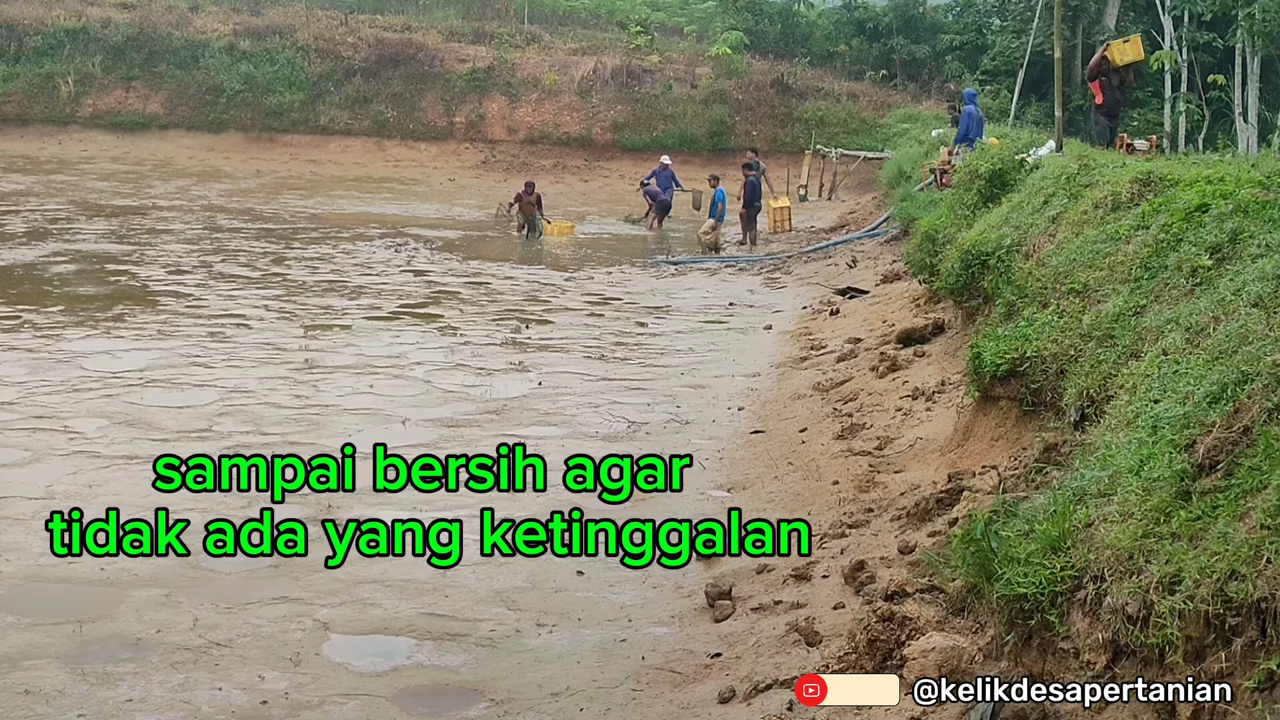 sampai bersih agar
tidak ada yang ketinggalan
@kelikdesapertanian